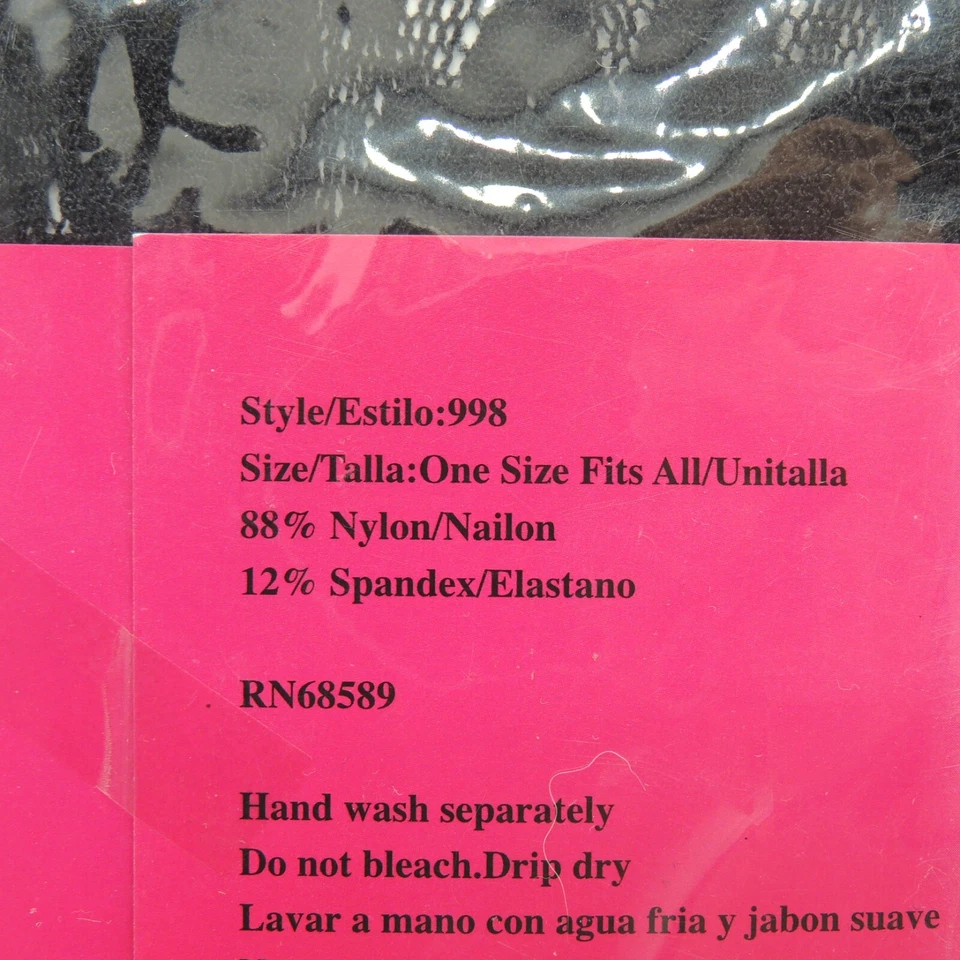 Style/Estilo:998
Size/Talla:One Size Fits All/Unitalla
88% Nylon/Nailon
12% Spandex/Elastano
RN68589
Hand wash separately
Do not bleach.Drip dry
Lavar a mano con agua fria y jabon suave